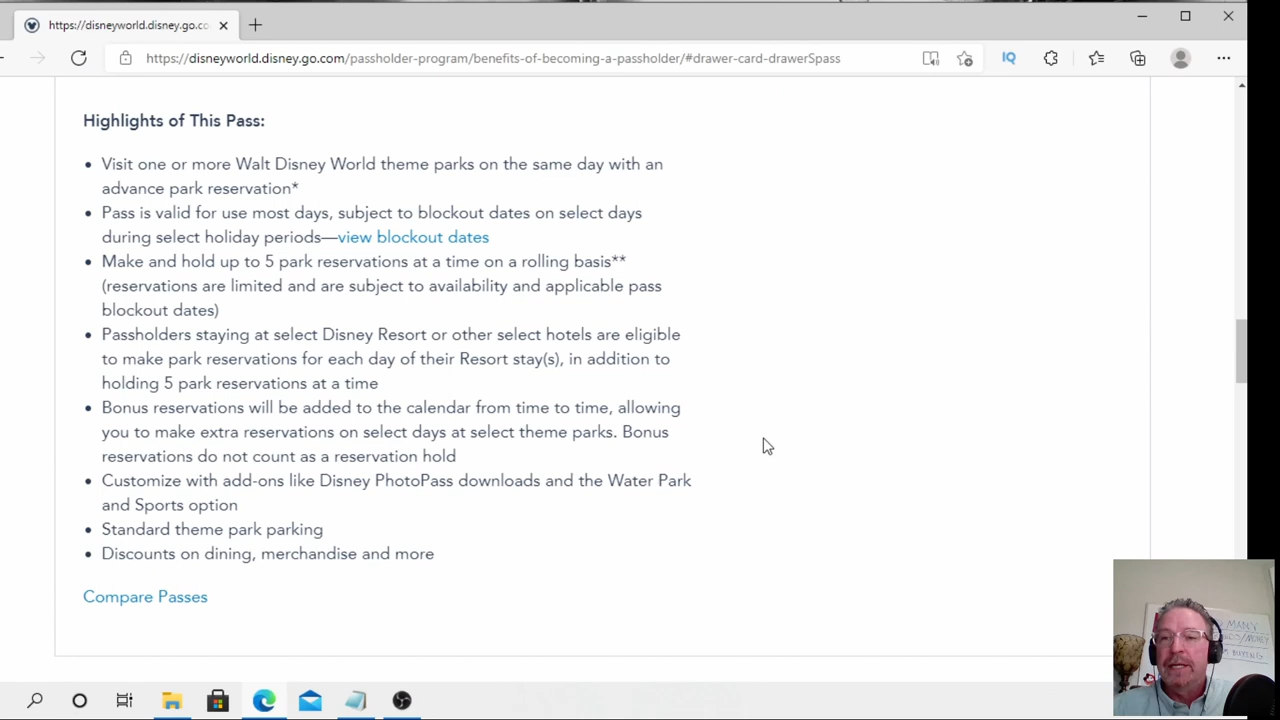 https://disneyworld.disney.go.co
https://disneyworld.disney.go.com/passholder-program/benefits-of-becoming-a-passholder/#drawer-card-drawerSpass
IQ
Highlights of This Pass:
• Visit one or more Walt Disney World theme parks on the same day with an
advance park reservation*
• Pass is valid for use most days, subject to blockout dates on select days
during select holiday periods—view blockout dates
• Make and hold up to 5 park reservations at a time on a rolling basis**
(reservations are limited and are subject to availability and applicable pass
blockout dates)
• Passholders staying at select Disney Resort or other select hotels are eligible
to make park reservations for each day of their Resort stay(s), in addition to
holding 5 park reservations at a time
• Bonus reservations will be added to the calendar from time to time, allowing
you to make extra reservations on select days at select theme parks. Bonus
reservations do not count as a reservation hold
• Customize with add-ons like Disney PhotoPass downloads and the Water Park
and Sports option
• Standard theme park parking
• Discounts on dining, merchandise and more
Compare Passes
MANY
MONEY
BUYING